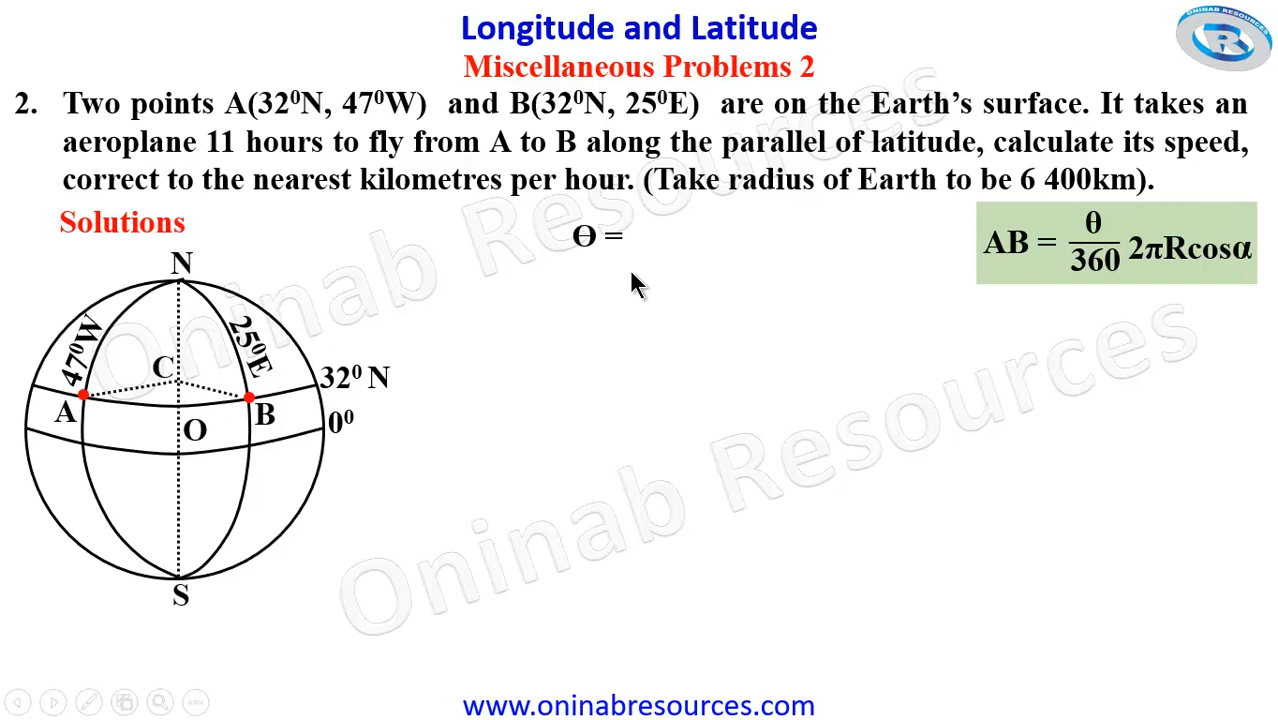 Longitude and Latitude
ONINAB RESOURCES
R
Miscellaneous Problems 2
2. Two points A(32⁰N, 47⁰W) and B(32⁰N, 25⁰E) are on the Earth's surface. It takes an
aeroplane 11 hours to fly from A to B along the parallel of latitude, calculate its speed,
correct to the nearest kilometres per hour. (Take radius of Earth to be 6 400km).
Solutions
Ɵ =
AB = θ/360 2πRcosα
N
47⁰W
25⁰E
C
32⁰ N
A
B
O
0⁰
S
Oninab Resources
Oninab Resources
www.oninabresources.com